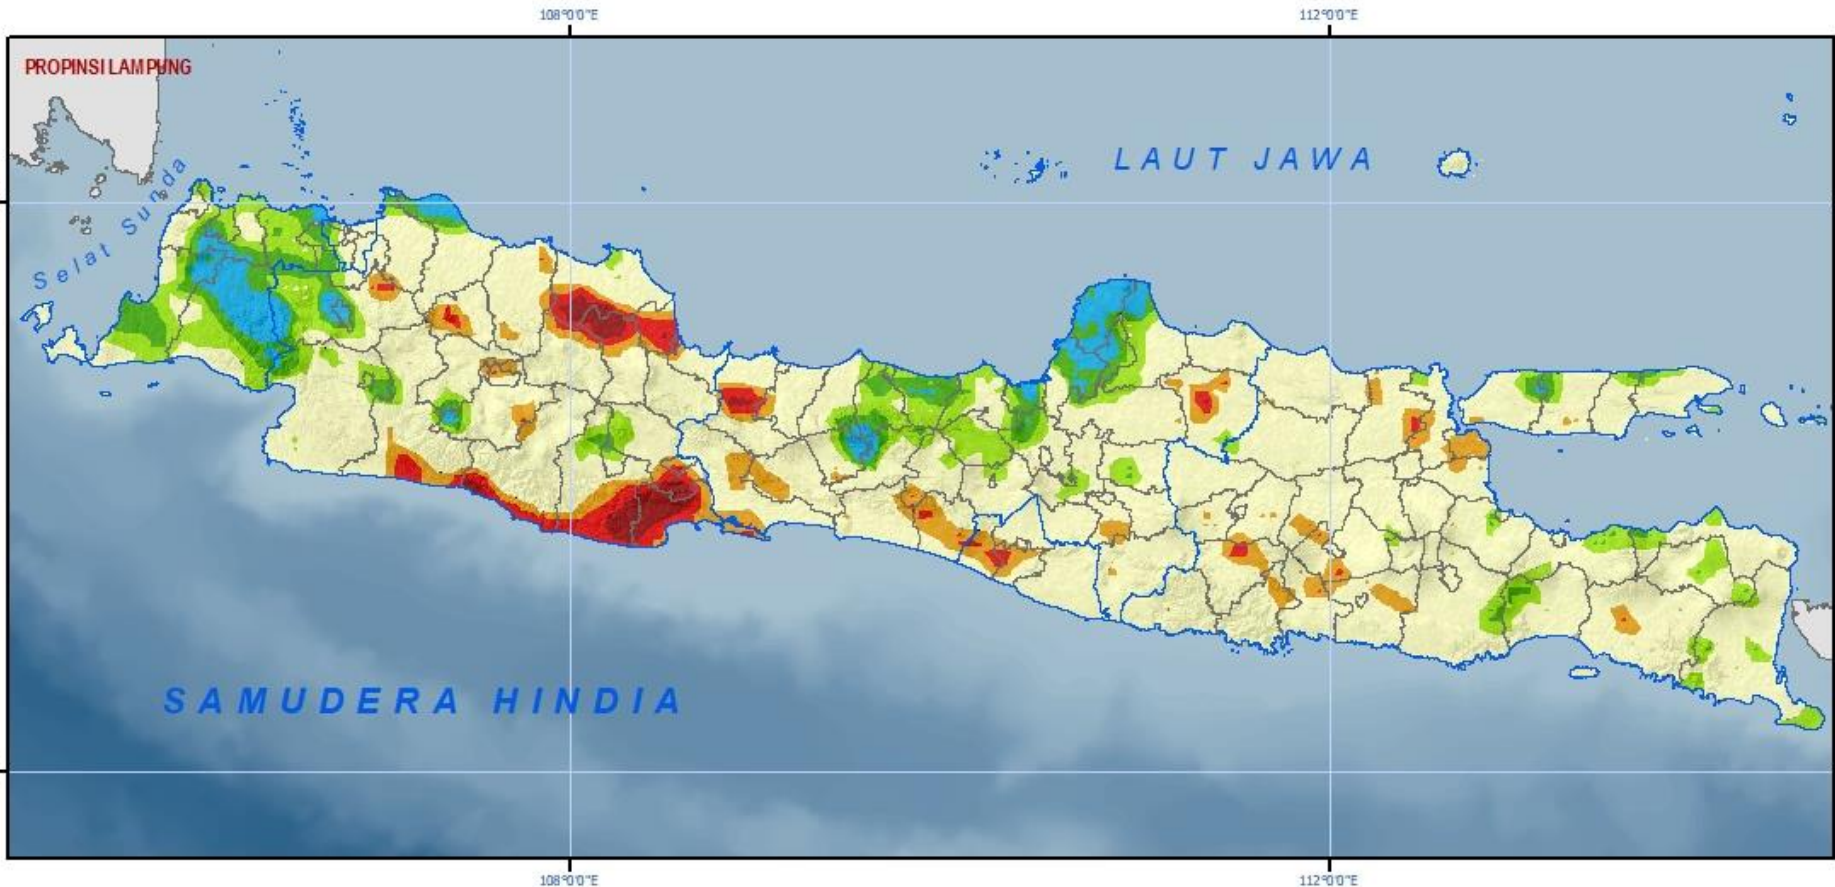 108°0'0"E
112°0'0"E
PROPINSI LAMPUNG
LAUT JAWA
Selat Sunda
SAMUDERA HINDIA
108°0'0"E
112°0'0"E